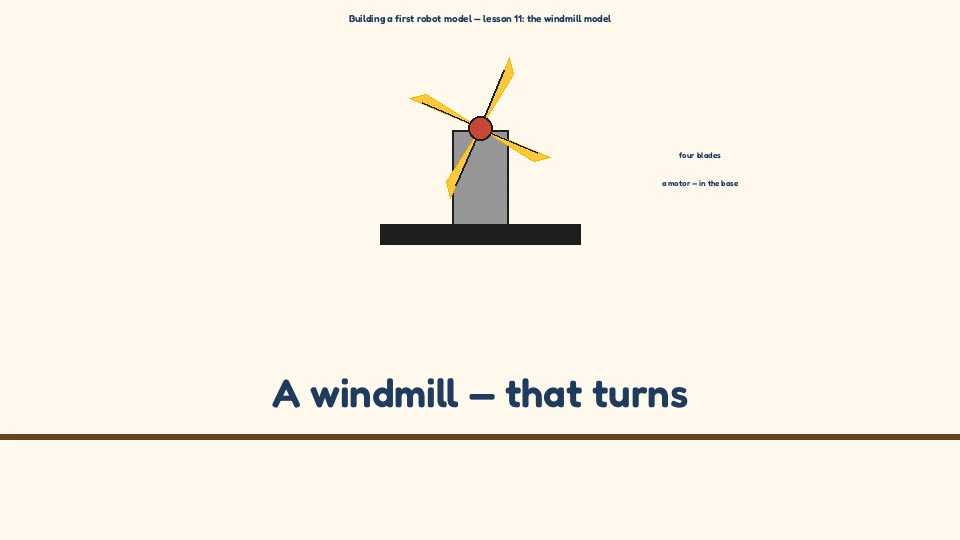 Building a first robot model — lesson 11: the windmill model
four blades
a motor — in the base
A windmill — that turns